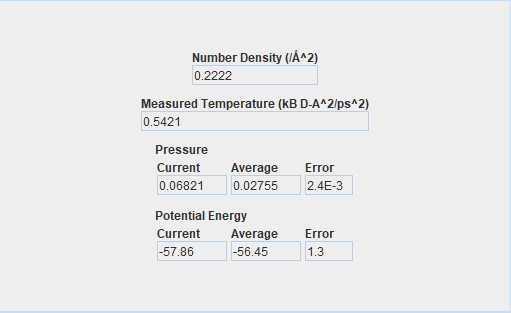 Number Density (/Å^2)
0.2222
Measured Temperature (kB D-A^2/ps^2)
0.5421
Pressure
Current Average Error
0.06821 0.02755 2.4E-3
Potential Energy
Current Average Error
-57.86 -56.45 1.3